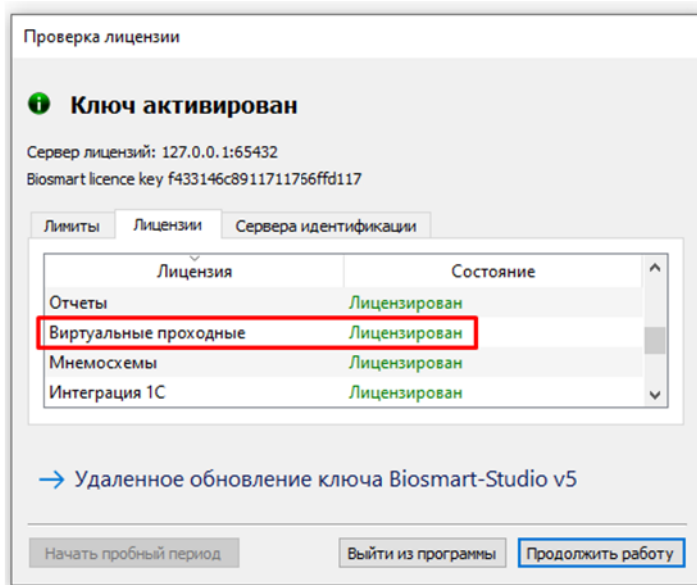 Проверка лицензии
Ключ активирован
Сервер лицензий: 127.0.0.1:65432
Biosmart licence key f433146c8911711766ffd117
Лимиты Лицензии Сервера идентификации
Лицензия Состояние
Отчеты Лицензирован
Виртуальные проходные Лицензирован
Мнемосхемы Лицензирован
Интеграция 1С Лицензирован
Удаленное обновление ключа Biosmart-Studio v5
Начать пробный период Выйти из программы Продолжить работу